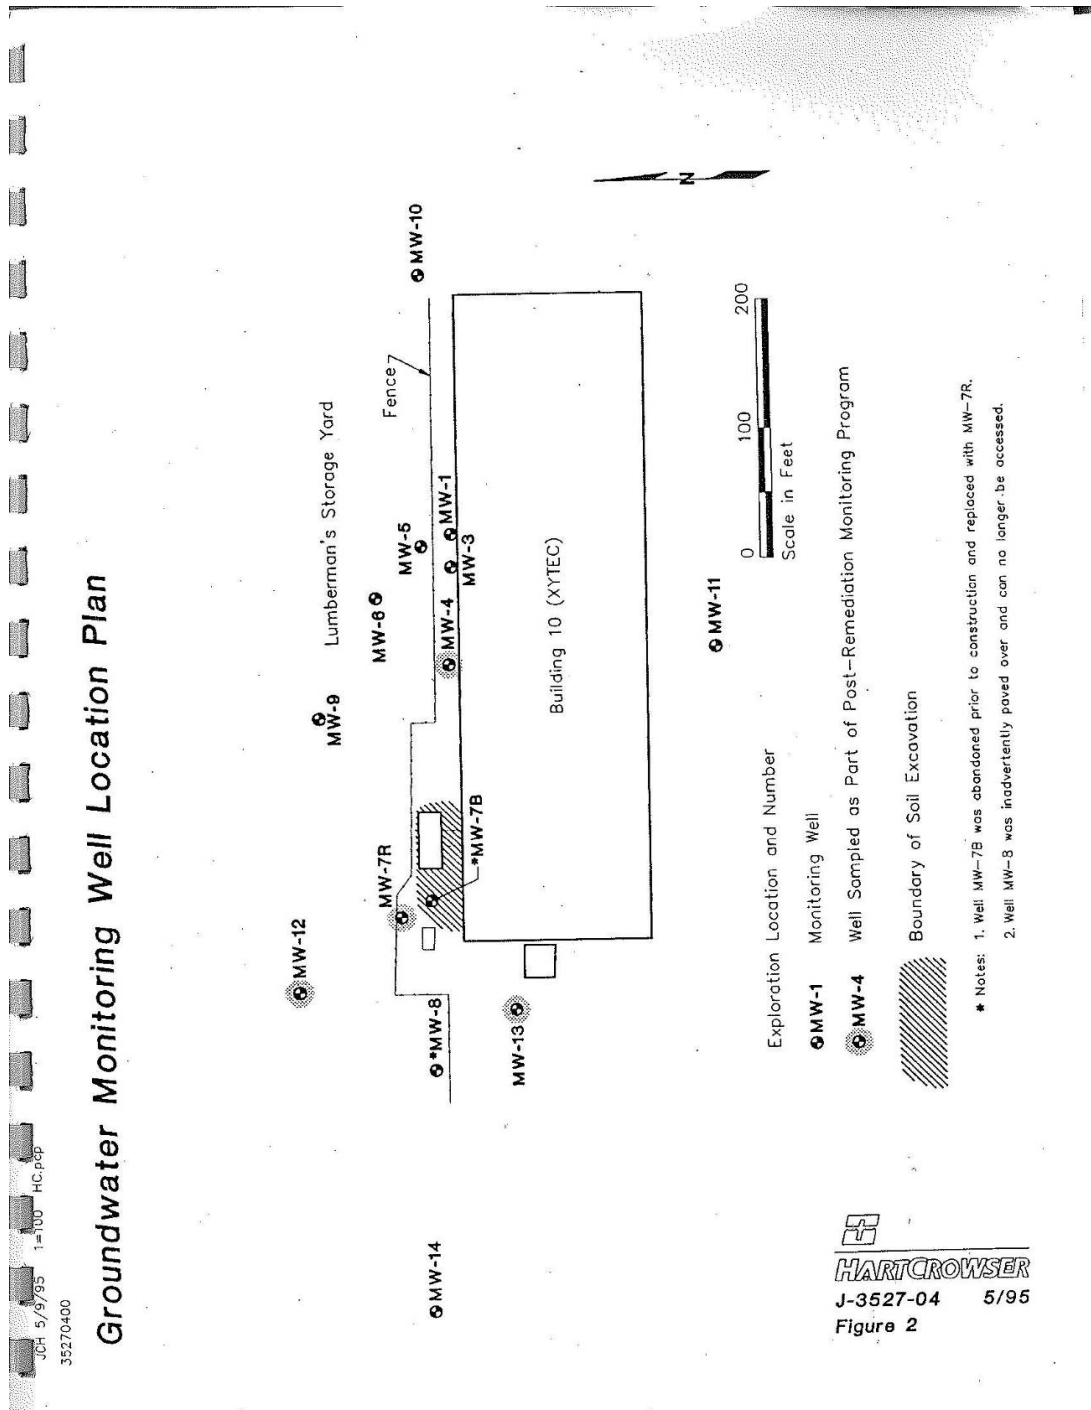 JCH 5/9/95 1=100 HC.pcp
35270400
Groundwater Monitoring Well Location Plan
MW-12
MW-9
Lumberman's Storage Yard
MW-6
MW-5
Fence
MW-10
MW-7R
MW-14
*MW-8
MW-4
MW-1
MW-3
*MW-7B
MW-13
Building 10 (XYTEC)
N
MW-11
0 100 200
Scale in Feet
Exploration Location and Number
MW-1 Monitoring Well
MW-4 Well Sampled as Part of Post-Remediation Monitoring Program
Boundary of Soil Excavation
* Notes: 1. Well MW-7B was abandoned prior to construction and replaced with MW-7R.
2. Well MW-8 was inadvertently paved over and can no longer be accessed.
HARTCROWSER
J-3527-04 5/95
Figure 2